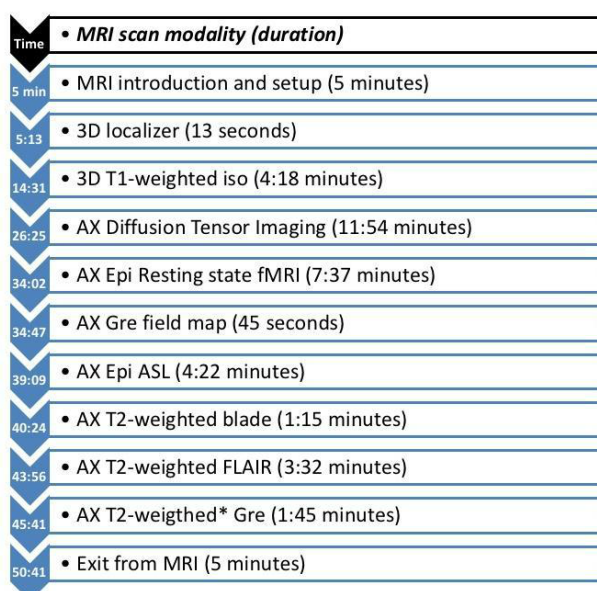 Time • MRI scan modality (duration)
5 min • MRI introduction and setup (5 minutes)
5:13 • 3D localizer (13 seconds)
14:31 • 3D T1-weighted iso (4:18 minutes)
26:25 • AX Diffusion Tensor Imaging (11:54 minutes)
34:02 • AX Epi Resting state fMRI (7:37 minutes)
34:47 • AX Gre field map (45 seconds)
39:09 • AX Epi ASL (4:22 minutes)
40:24 • AX T2-weighted blade (1:15 minutes)
43:56 • AX T2-weighted FLAIR (3:32 minutes)
45:41 • AX T2-weigthed* Gre (1:45 minutes)
50:41 • Exit from MRI (5 minutes)